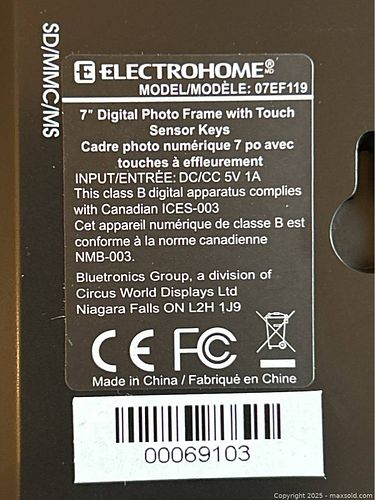 SD/MMC/MS
ELECTROHOME®
MD
MODEL/MODÈLE: 07EF119
7" Digital Photo Frame with Touch
Sensor Keys
Cadre photo numérique 7 po avec
touches à effleurement
INPUT/ENTRÉE: DC/CC 5V 1A
This class B digital apparatus complies
with Canadian ICES-003
Cet appareil numérique de classe B est
conforme à la norme canadienne
NMB-003.
Bluetronics Group, a division of
Circus World Displays Ltd
Niagara Falls ON L2H 1J9
CE FC
Made in China / Fabriqué en Chine
00069103
Copyright 2025 - maxsold.com